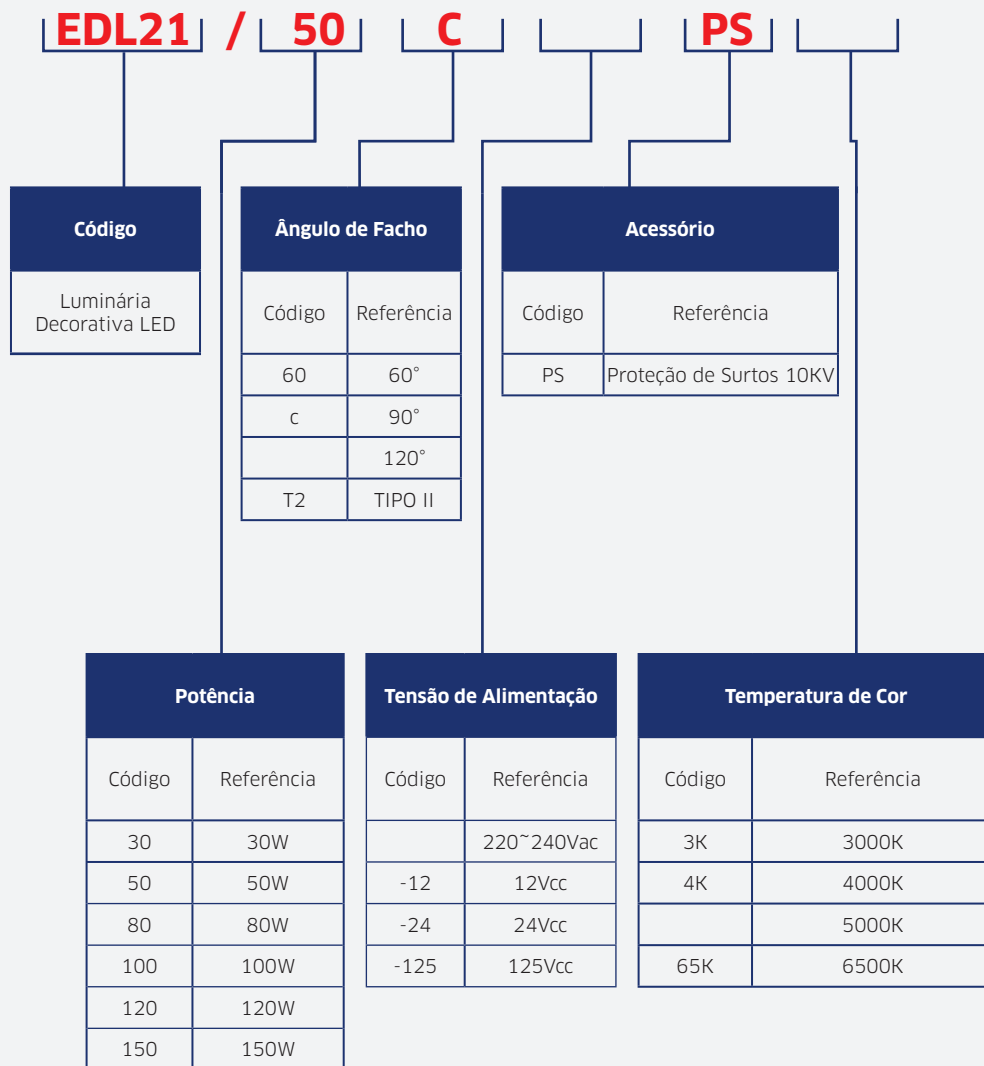 EDL21 / 50 C PS
Código
Luminária
Decorativa LED
Ângulo de Facho
Código Referência
60 60°
c 90°
120°
T2 TIPO II
Acessório
Código Referência
PS Proteção de Surtos 10KV
Potência
Código Referência
30 30W
50 50W
80 80W
100 100W
120 120W
150 150W
Tensão de Alimentação
Código Referência
220~240Vac
-12 12Vcc
-24 24Vcc
-125 125Vcc
Temperatura de Cor
Código Referência
3K 3000K
4K 4000K
5000K
65K 6500K